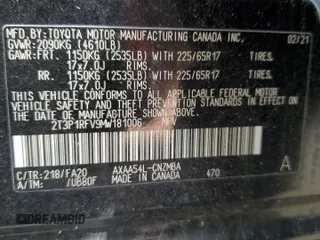 MFD.BY: TOYOTA MOTOR MANUFACTURING CANADA INC.
GVWR: 2090KG (4610LB) 02/21
GAWR: FRT. 1150KG (2535LB) WITH 225/65R17 TIRES,
17x7.0J RIMS.
RR. 1150KG (2535LB) WITH 225/65R17 TIRES,
17x7.0J RIMS.
THIS VEHICLE CONFORMS TO ALL APPLICABLE FEDERAL
MOTOR VEHICLE SAFETY STANDARDS IN EFFECT ON
THE DATE OF MANUFACTURE SHOWN ABOVE.
2T3P1RFV9MW181006 MPV
C/TR: 218/FA20 AXAA54L-CNZMBA A
A/TM: /UB80F MADE IN CANADA 470
© DREAMBID